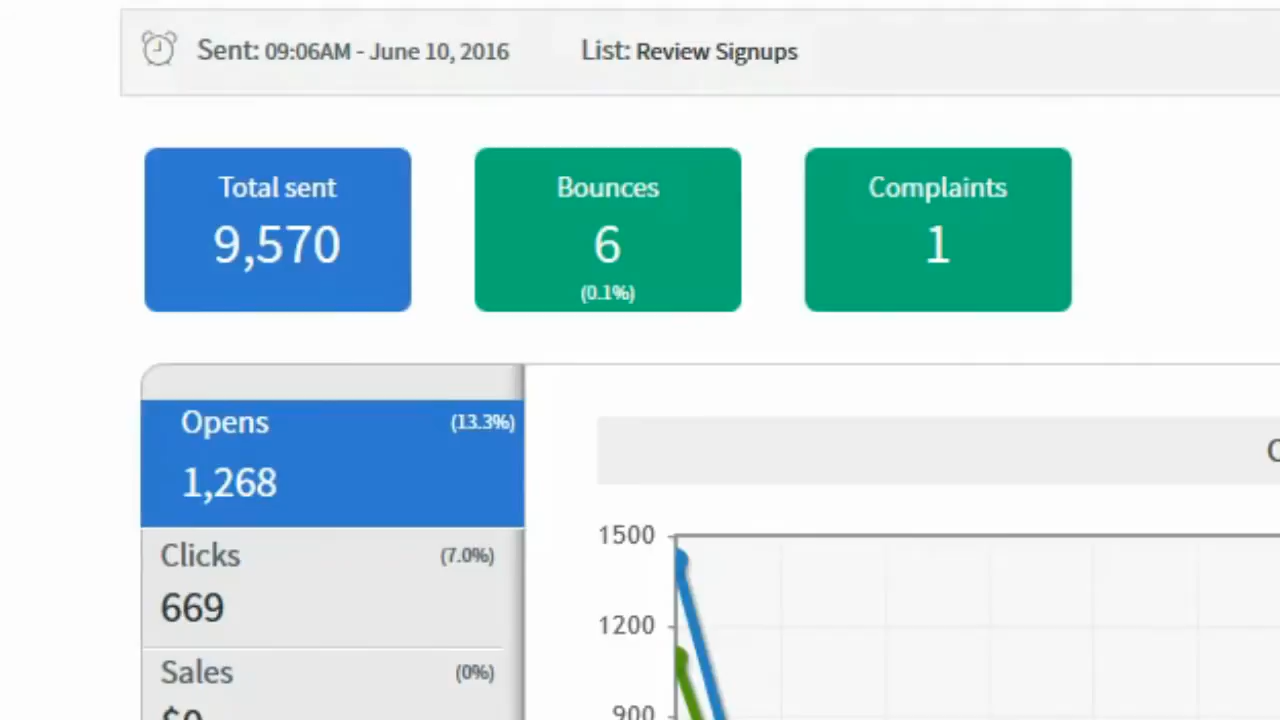 Sent: 09:06AM - June 10, 2016 List: Review Signups
Total sent
9,570
Bounces
6
(0.1%)
Complaints
1
Opens (13.3%)
1,268
Clicks (7.0%)
669
Sales (0%)
$0
1500
1200
900